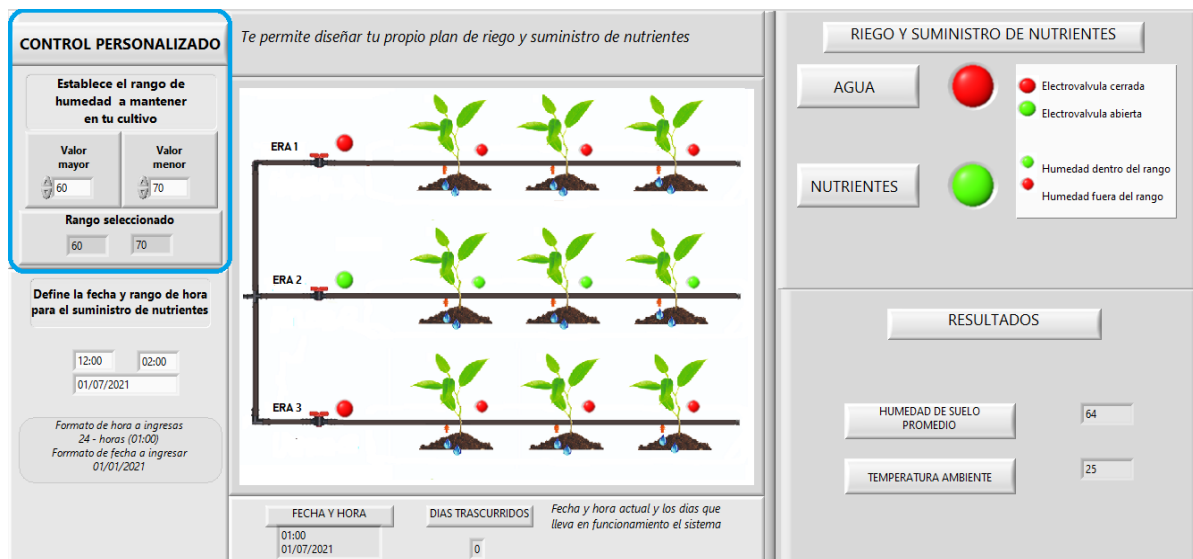 CONTROL PERSONALIZADO
Establece el rango de
humedad a mantener
en tu cultivo
Valor
mayor
Valor
menor
60
70
Rango seleccionado
60
70
Define la fecha y rango de hora
para el suministro de nutrientes
12:00
02:00
01/07/2021
Formato de hora a ingresas
24 - horas (01:00)
Forrmato de fecha a ingresar
01/01/2021
Te permite diseñar tu propio plan de riego y suministro de nutrientes
ERA 1
ERA 2
ERA 3
FECHA Y HORA
01:00
01/07/2021
DIAS TRASCURRIDOS
0
Fecha y hora actual y los dias que
lleva en funcionamiento el sistema
RIEGO Y SUMINISTRO DE NUTRIENTES
AGUA
Electrovalvula cerrada
Electrovalvula abierta
NUTRIENTES
Humedad dentro del rango
Humedad fuera del rango
RESULTADOS
HUMEDAD DE SUELO
PROMEDIO
64
TEMPERATURA AMBIENTE
25